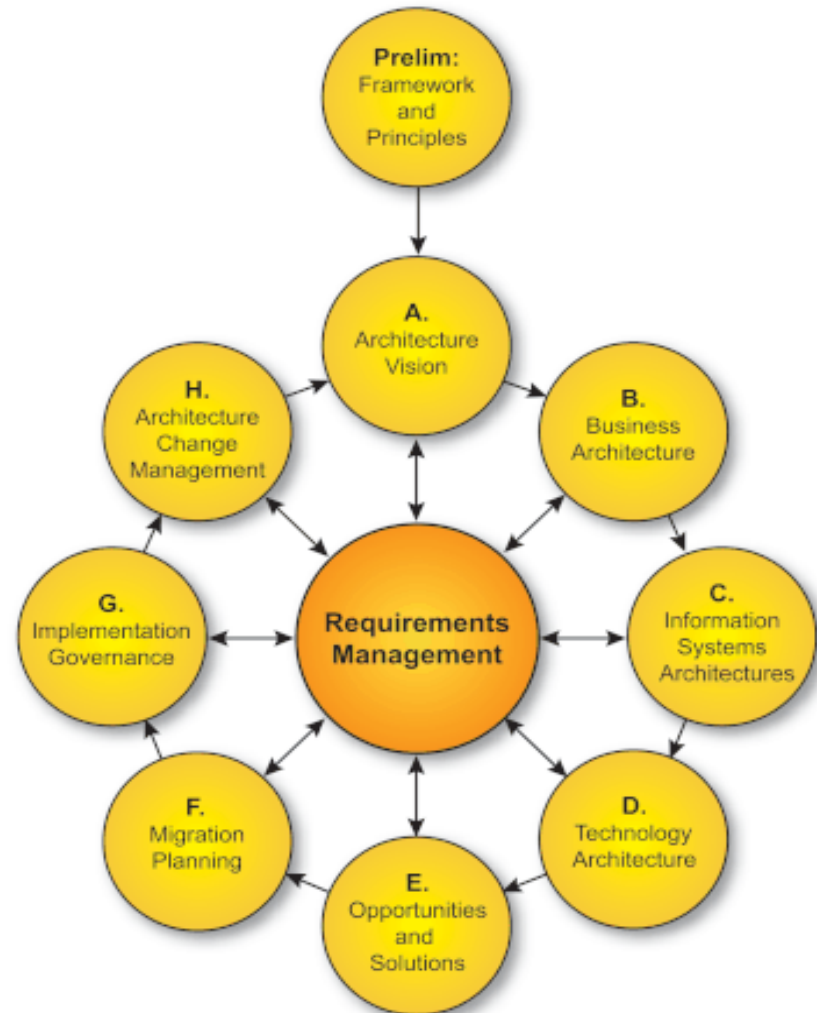 Prelim:
Framework
and
Principles
A.
Architecture
Vision
B.
Business
Architecture
C.
Information
Systems
Architectures
D.
Technology
Architecture
E.
Opportunities
and
Solutions
F.
Migration
Planning
G.
Implementation
Governance
H.
Architecture
Change
Management
Requirements
Management